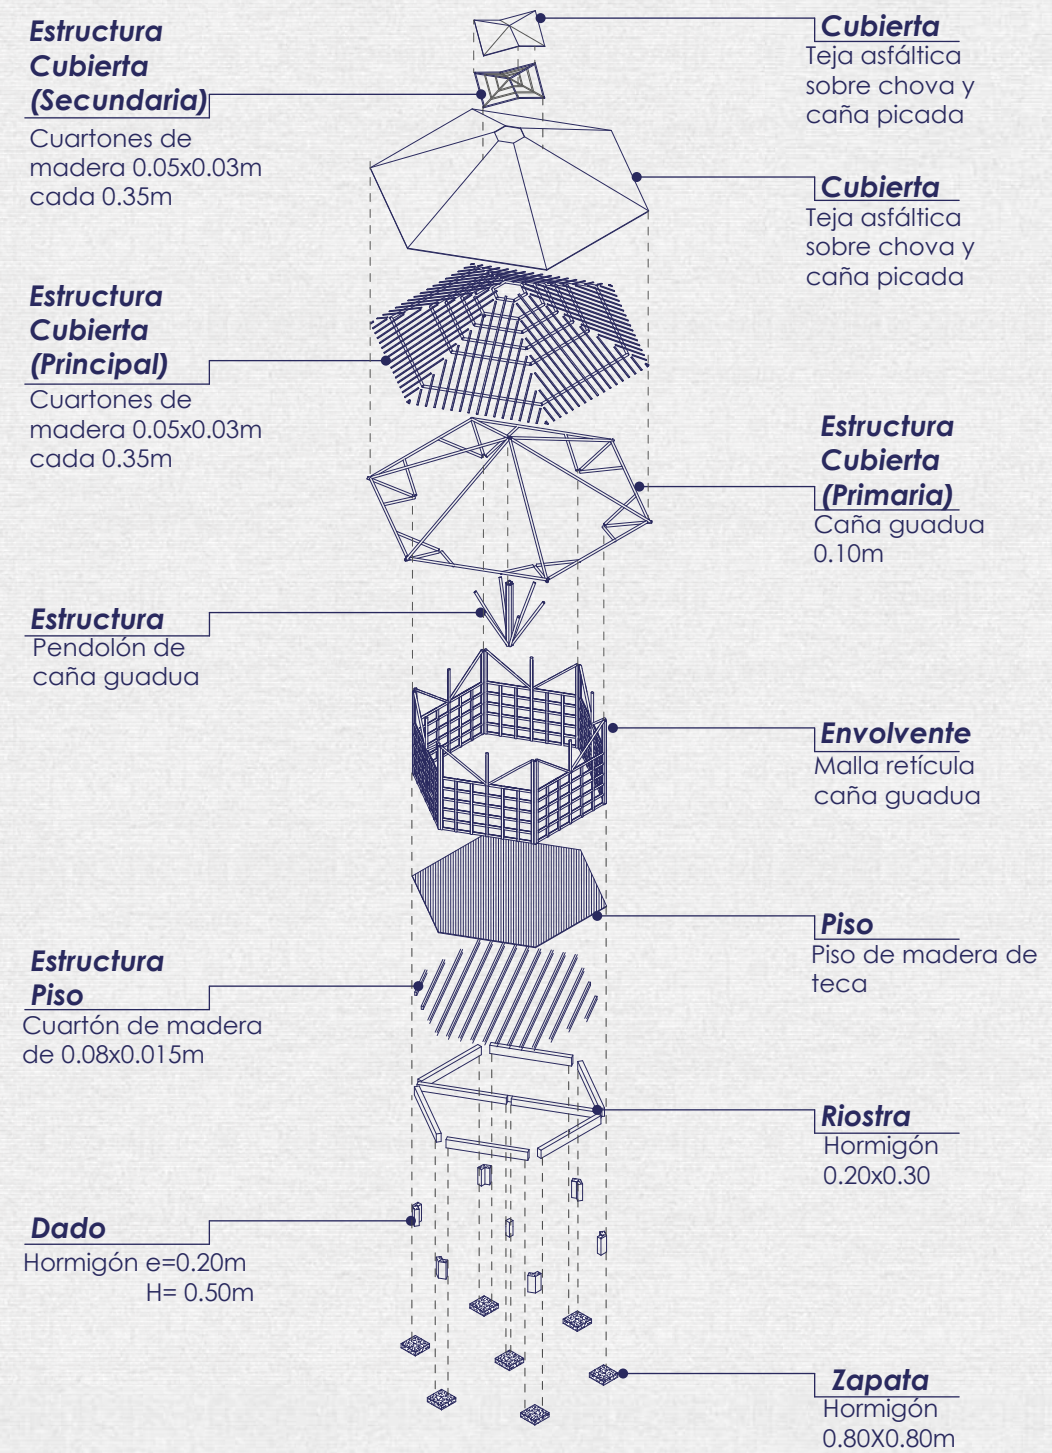 Estructura
Cubierta
(Secundaria)
Cuartones de
madera 0.05x0.03m
cada 0.35m
Cubierta
Teja asfáltica
sobre chova y
caña picada
Cubierta
Teja asfáltica
sobre chova y
caña picada
Estructura
Cubierta
(Principal)
Cuartones de
madera 0.05x0.03m
cada 0.35m
Estructura
Cubierta
(Primaria)
Caña guadua
0.10m
Estructura
Pendolón de
caña guadua
Envolvente
Malla retícula
caña guadua
Piso
Piso de madera de
teca
Estructura
Piso
Cuartón de madera
de 0.08x0.015m
Riostra
Hormigón
0.20x0.30
Dado
Hormigón e=0.20m
H= 0.50m
Zapata
Hormigón
0.80X0.80m